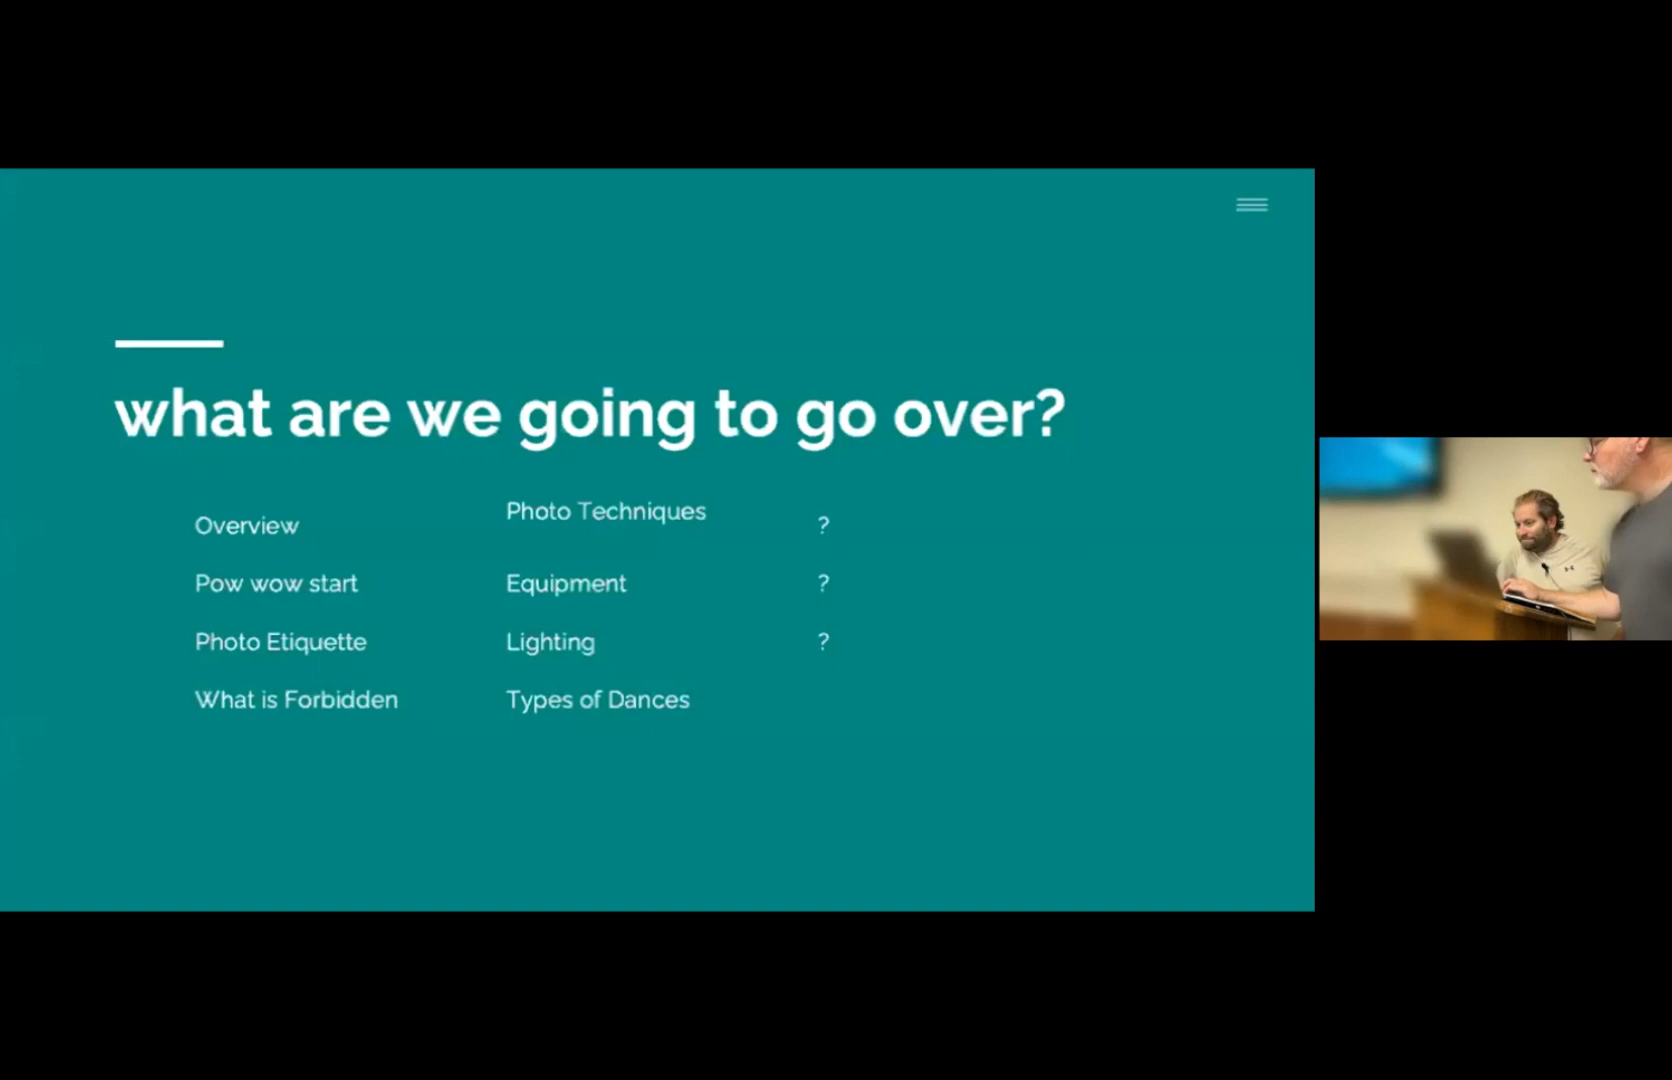 what are we going to go over?
Overview
Pow wow start
Photo Etiquette
What is Forbidden
Photo Techniques
Equipment
Lighting
Types of Dances
?
?
?